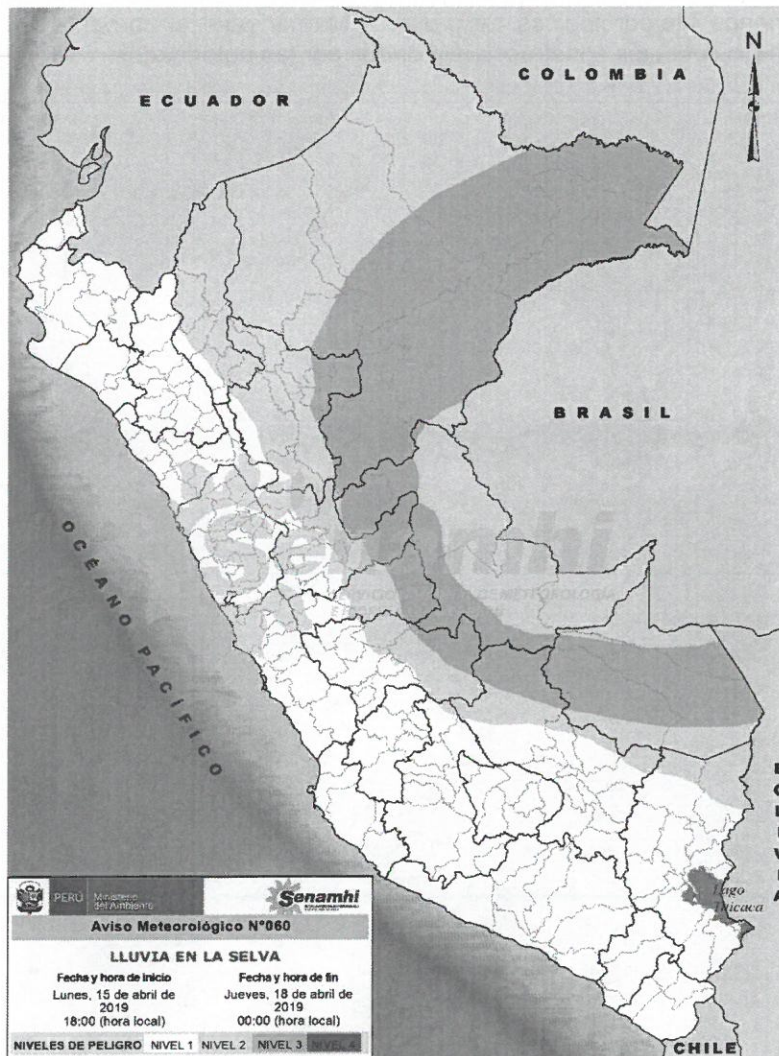 COLOMBIA
ECUADOR
N
BRASIL
Senamhi
OCÉANO PACÍFICO
BOLIVIA
Lago
Titicaca
PERÚ Ministerio
del Ambiente
Senamhi
Aviso Meteorológico N°060
LLUVIA EN LA SELVA
Fecha y hora de inicio
Lunes, 15 de abril de
2019
18:00 (hora local)
Fecha y hora de fin
Jueves, 18 de abril de
2019
00:00 (hora local)
NIVELES DE PELIGRO NIVEL 1 NIVEL 2 NIVEL 3 NIVEL 4
CHILE